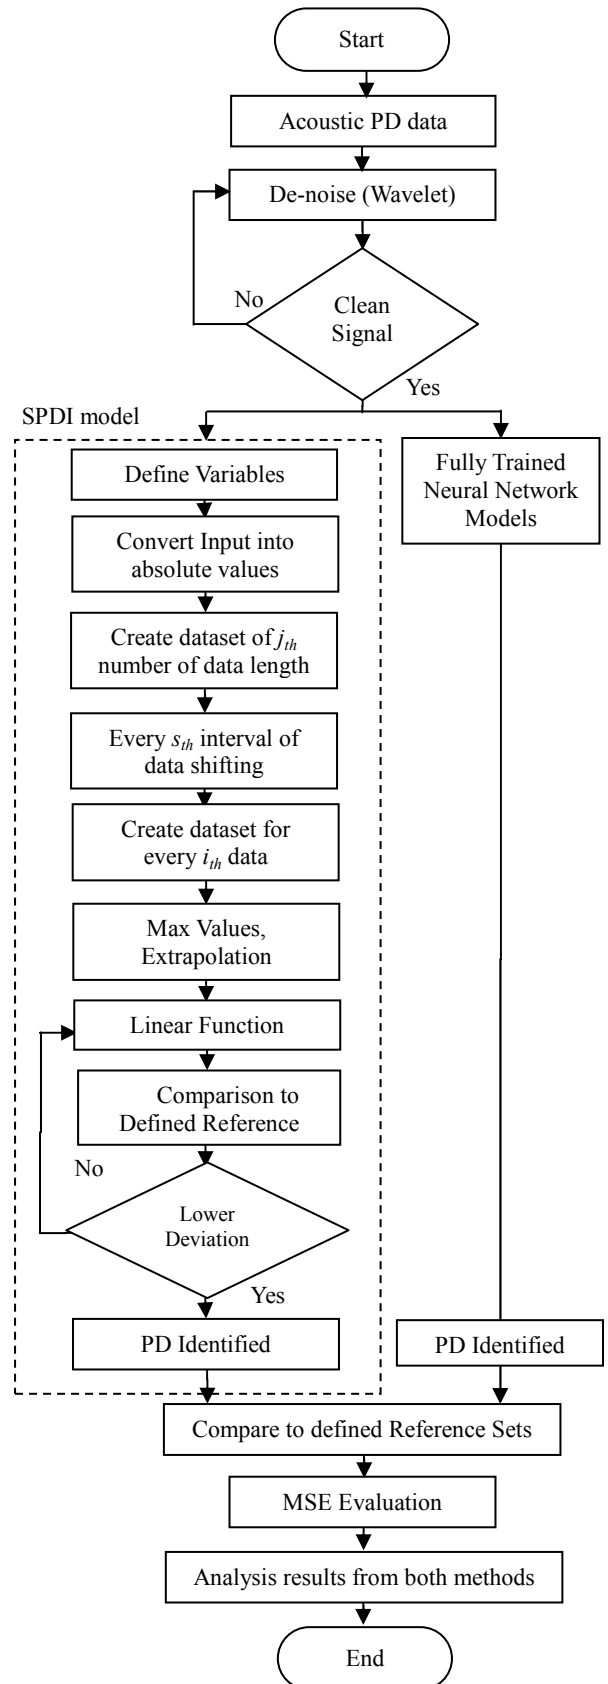 Start
Acoustic PD data
De-noise (Wavelet)
No
Clean
Signal
Yes
SPDI model
Define Variables
Convert Input into
absolute values
Create dataset of jth
number of data length
Every sth interval of
data shifting
Create dataset for
every ith data
Max Values,
Extrapolation
Linear Function
Comparison to
Defined Reference
No
Lower
Deviation
Yes
PD Identified
Fully Trained
Neural Network
Models
PD Identified
Compare to defined Reference Sets
MSE Evaluation
Analysis results from both methods
End